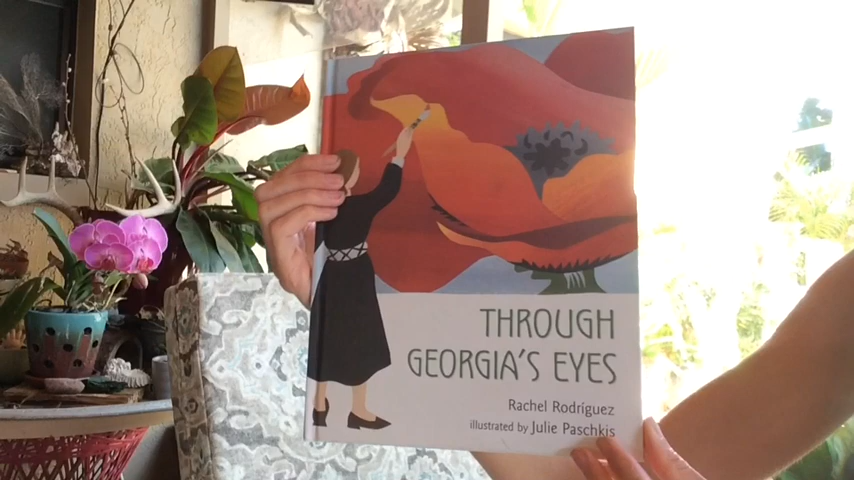 THROUGH
GEORGIA'S EYES
Rachel Rodríguez
illustrated by Julie Paschkis